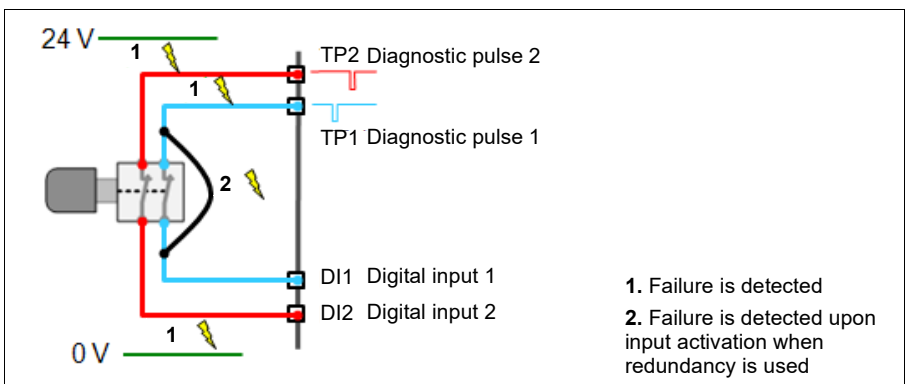 24 V
1
TP2 Diagnostic pulse 2
1
TP1 Diagnostic pulse 1
2
DI1 Digital input 1
DI2 Digital input 2
1
0 V
1. Failure is detected
2. Failure is detected upon
input activation when
redundancy is used